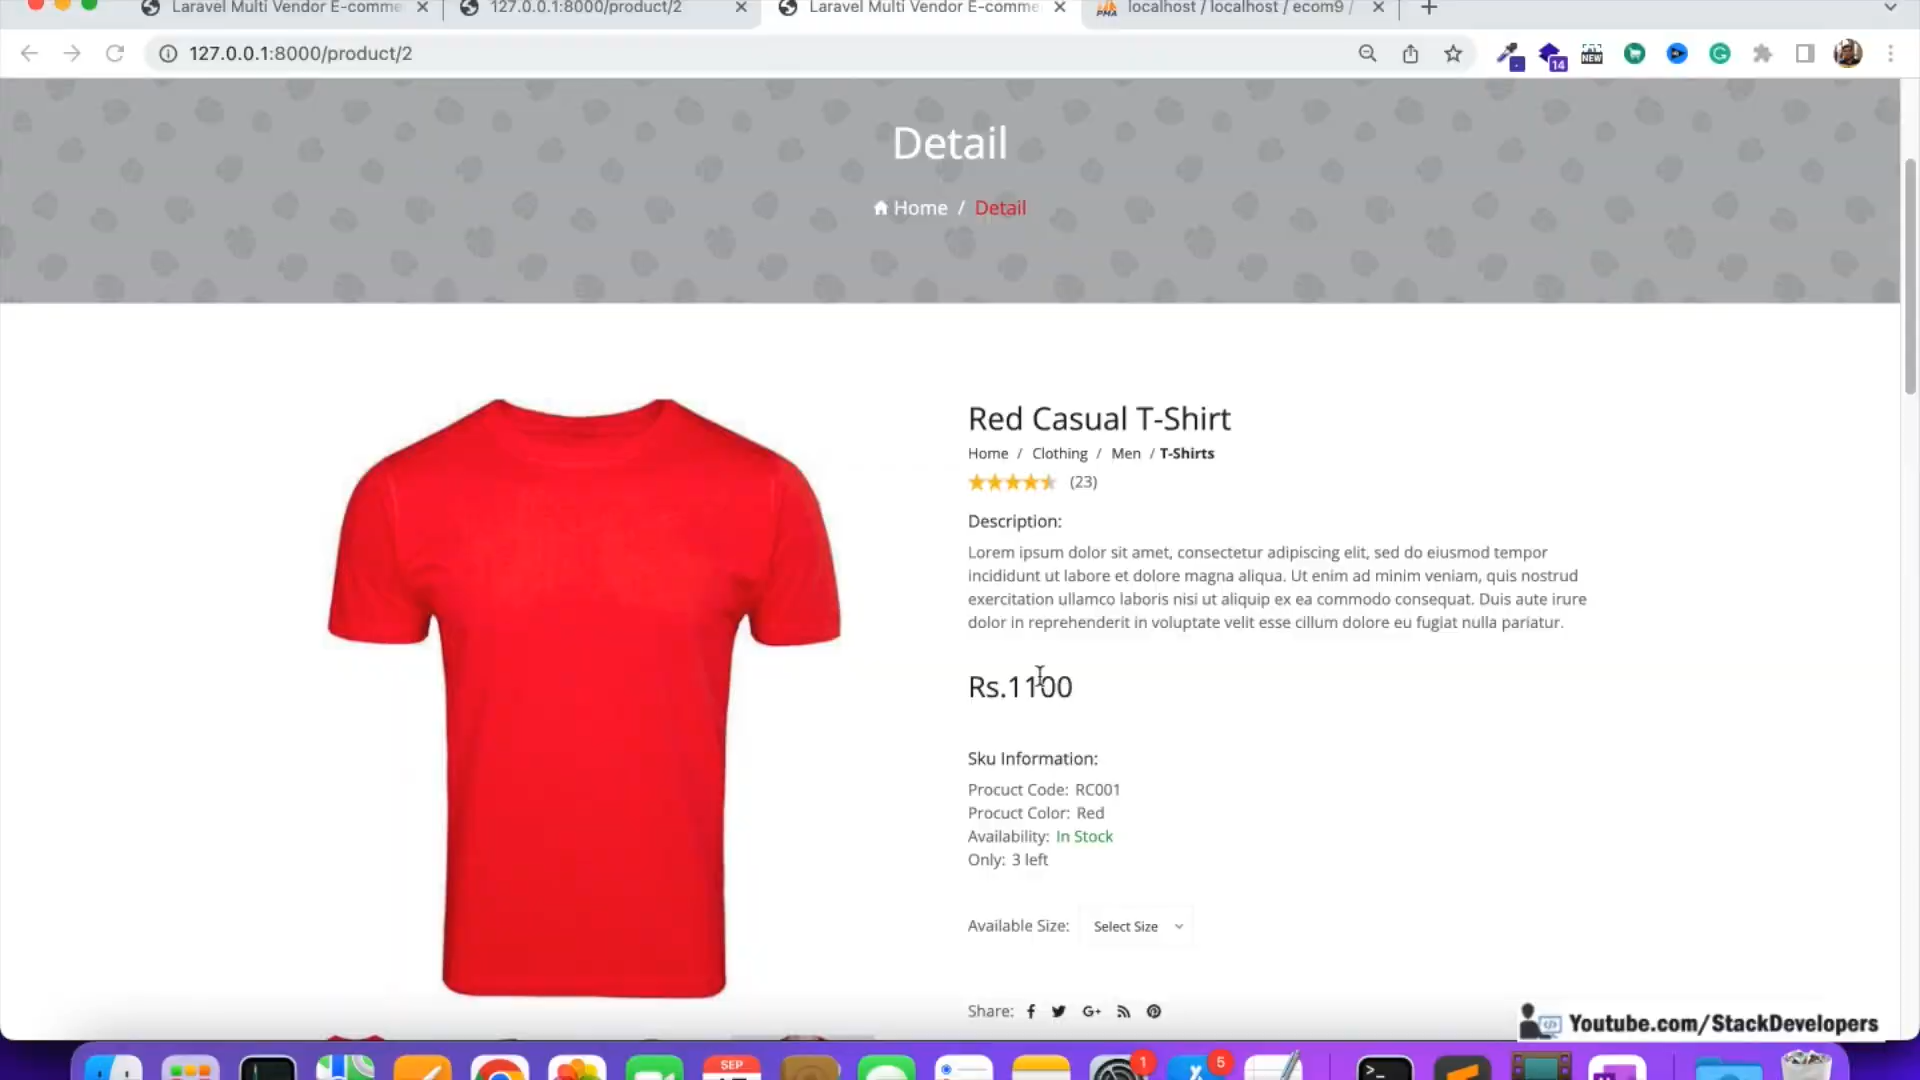 Laravel Multi Vendor E-comme
127.0.0.1:8000/product/2
Laravel Multi Vendor E-comme
localhost / localhost / ecom9 /
127.0.0.1:8000/product/2
14
NEW
Detail
Home / Detail
Red Casual T-Shirt
Home / Clothing / Men / T-Shirts
(23)
Description:
Lorem ipsum dolor sit amet, consectetur adipiscing elit, sed do eiusmod tempor
incididunt ut labore et dolore magna aliqua. Ut enim ad minim veniam, quis nostrud
exercitation ullamco laboris nisi ut aliquip ex ea commodo consequat. Duis aute irure
dolor in reprehenderit in voluptate velit esse cillum dolore eu fugiat nulla pariatur.
Rs.1100
Sku Information:
Procuct Code: RC001
Procuct Color: Red
Availability: In Stock
Only: 3 left
Available Size: Select Size
Share:
Youtube.com/StackDevelopers
SEP
1
5